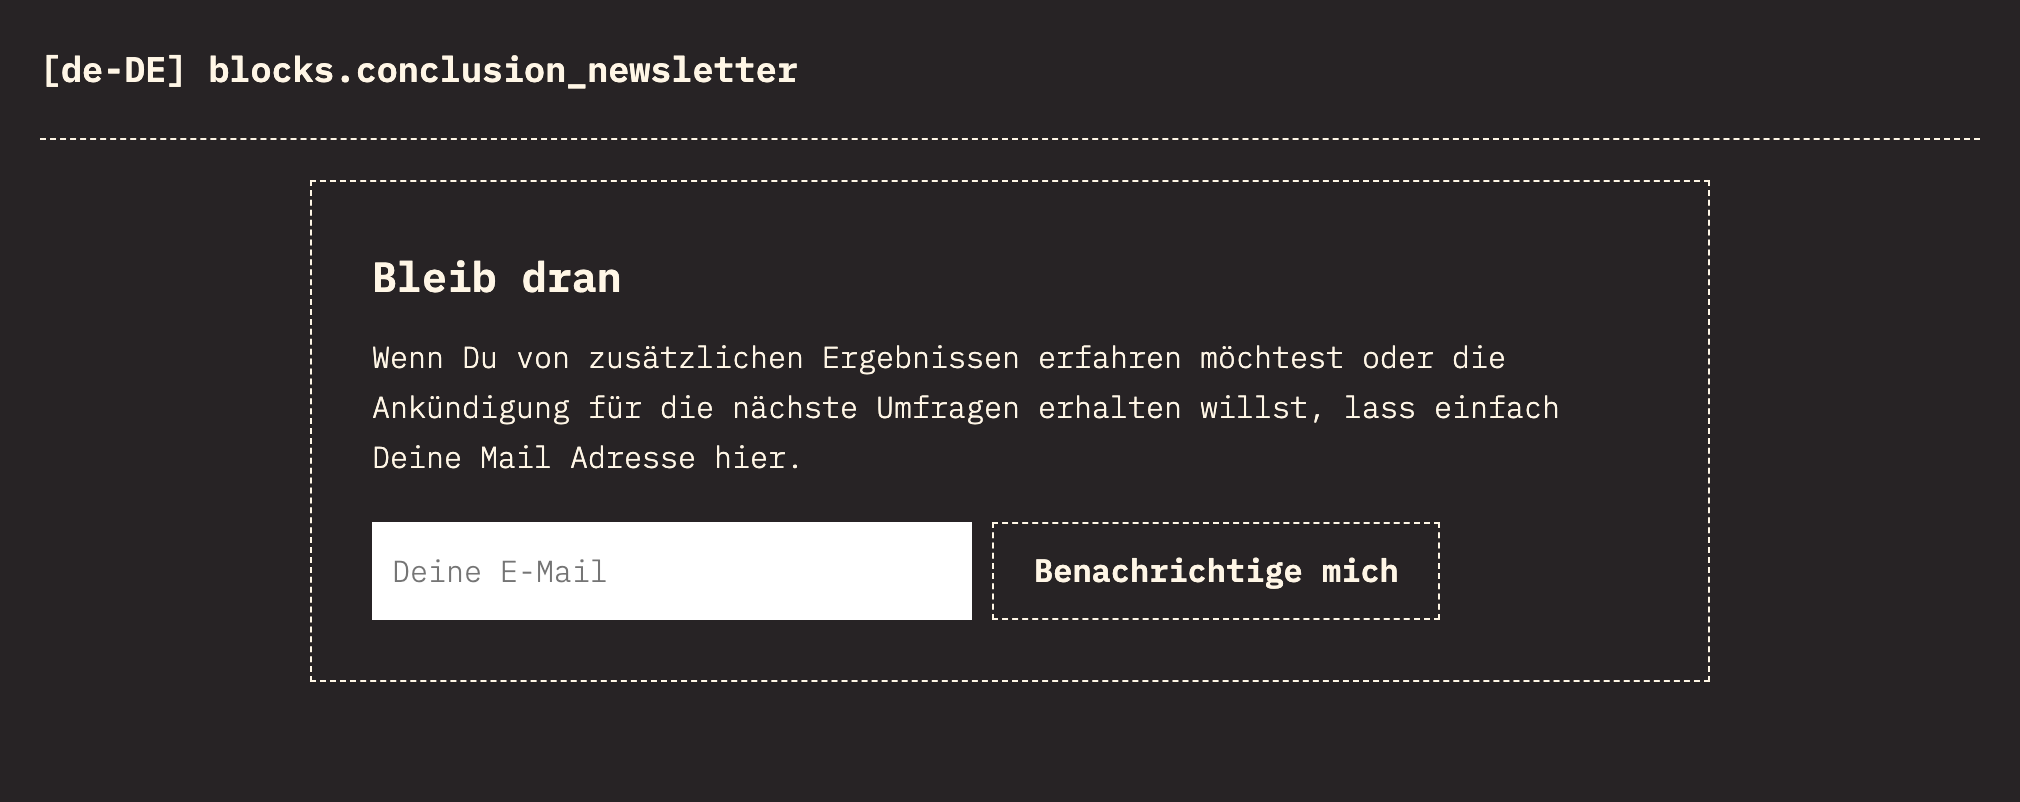 [de-DE] blocks.conclusion_newsletter
Bleib dran
Wenn Du von zusätzlichen Ergebnissen erfahren möchtest oder die
Ankündigung für die nächste Umfragen erhalten willst, lass einfach
Deine Mail Adresse hier.
Deine E-Mail
Benachrichtige mich